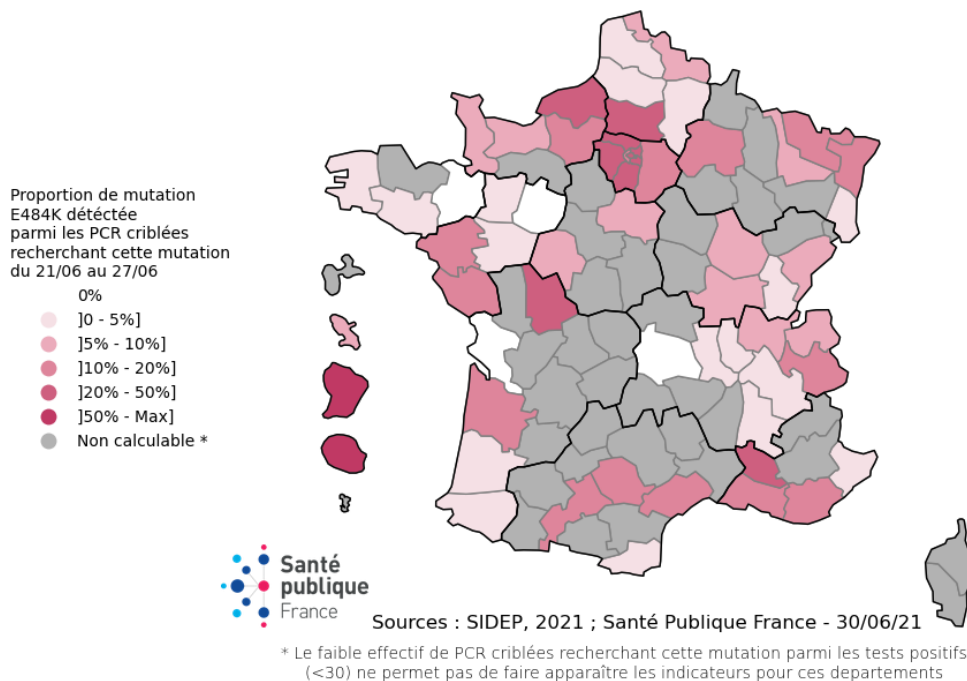 Proportion de mutation
E484K détéctée
parmi les PCR criblées
recherchant cette mutation
du 21/06 au 27/06
0%
]0 - 5%]
]5% - 10%]
]10% - 20%]
]20% - 50%]
]50% - Max]
Non calculable *
Santé
publique
France
Sources : SIDEP, 2021 ; Santé Publique France - 30/06/21
* Le faible effectif de PCR criblées recherchant cette mutation parmi les tests positifs
(<30) ne permet pas de faire apparaître les indicateurs pour ces departements